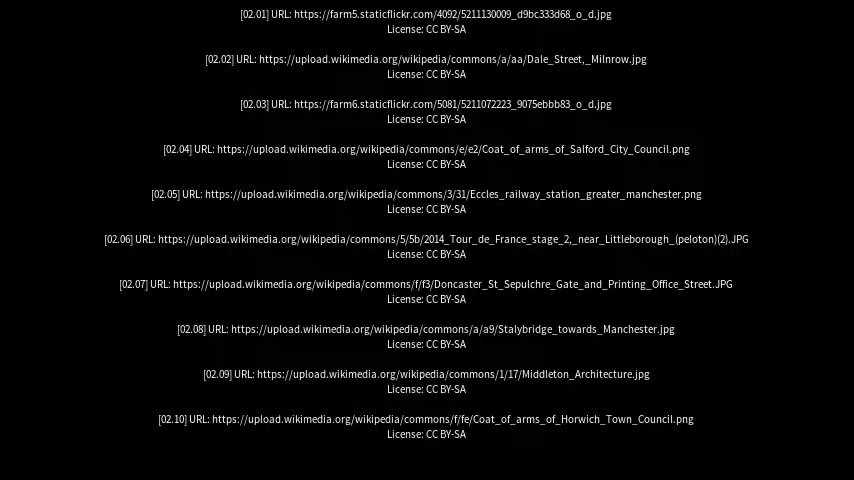 [02.01] URL: https://farm5.staticflickr.com/4092/5211130009_d9bc333d68_o_d.jpg
License: CC BY-SA
[02.02] URL: https://upload.wikimedia.org/wikipedia/commons/a/aa/Dale_Street,_Milnrow.jpg
License: CC BY-SA
[02.03] URL: https://farm6.staticflickr.com/5081/5211072223_9075ebbb83_o_d.jpg
License: CC BY-SA
[02.04] URL: https://upload.wikimedia.org/wikipedia/commons/e/e2/Coat_of_arms_of_Salford_City_Council.png
License: CC BY-SA
[02.05] URL: https://upload.wikimedia.org/wikipedia/commons/3/31/Eccles_railway_station_greater_manchester.png
License: CC BY-SA
[02.06] URL: https://upload.wikimedia.org/wikipedia/commons/5/5b/2014_Tour_de_France_stage_2,_near_Littleborough_(peloton)(2).JPG
License: CC BY-SA
[02.07] URL: https://upload.wikimedia.org/wikipedia/commons/f/f3/Doncaster_St_Sepulchre_Gate_and_Printing_Office_Street.JPG
License: CC BY-SA
[02.08] URL: https://upload.wikimedia.org/wikipedia/commons/a/a9/Stalybridge_towards_Manchester.jpg
License: CC BY-SA
[02.09] URL: https://upload.wikimedia.org/wikipedia/commons/1/17/Middleton_Architecture.jpg
License: CC BY-SA
[02.10] URL: https://upload.wikimedia.org/wikipedia/commons/f/fe/Coat_of_arms_of_Horwich_Town_Council.png
License: CC BY-SA